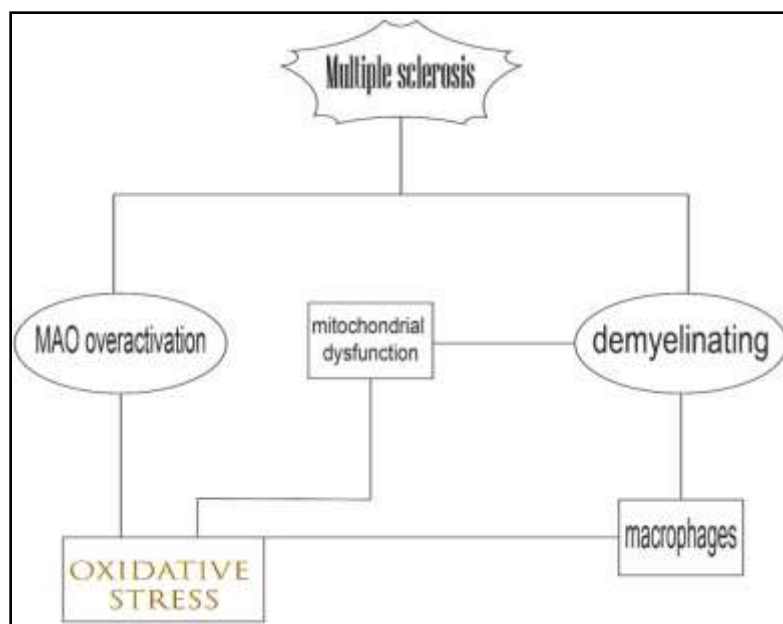 Multiple sclerosis
MAO overactivation
mitochondrial
dysfunction
demyelinating
macrophages
OXIDATIVE
STRESS